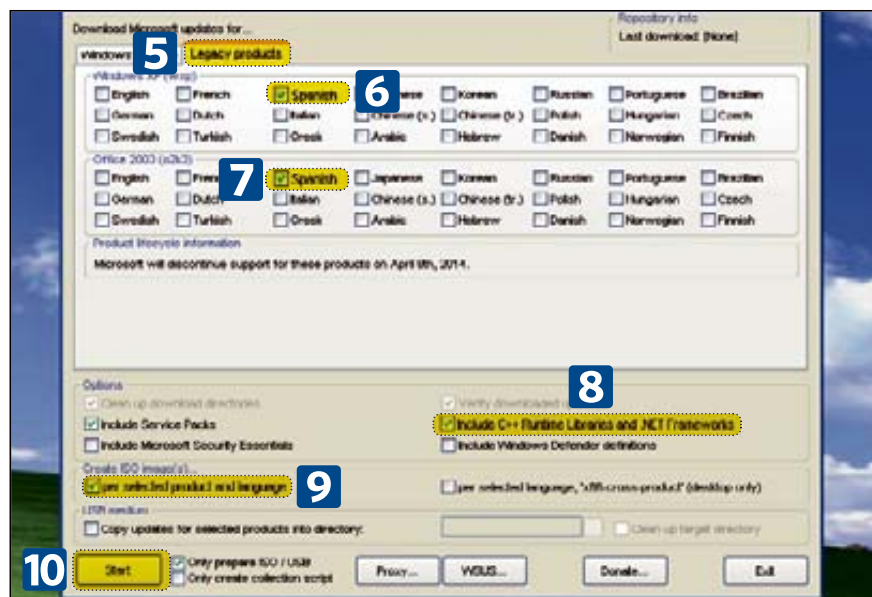 Download Microsoft updates for...
Repository info
Last download: [None]
5
Windows
Legacy products
Windows XP (wxp)
6
English French Spanish Korean Russian Portuguese Brazilian
German Dutch Italian Chinese (s.) Chinese (tr.) Polish Hungarian Czech
Swedish Turkish Greek Arabic Hebrew Danish Norwegian Finnish
Office 2003 (o2k3)
7
English Spanish Japanese Korean Russian Portuguese Brazilian
German Dutch Italian Chinese (s.) Chinese (tr.) Polish Hungarian Czech
Swedish Turkish Greek Arabic Hebrew Danish Norwegian Finnish
Product lifecycle information
Microsoft will discontinue support for these products on April 8th, 2014.
8
Options
Clean up download directories Verify downloaded
Include Service Packs Include C++ Runtime Libraries and .NET Frameworks
Include Microsoft Security Essentials Include Windows Defender definitions
Create ISO image(s)...
per selected product and language 9 per selected language, "x86-cross-product" (desktop only)
USB medium
Copy updates for selected products into directory: Clean up target directory
10 Start Only prepare ISO / USB
Only create collection script
Proxy... WSUS... Donate... Exit